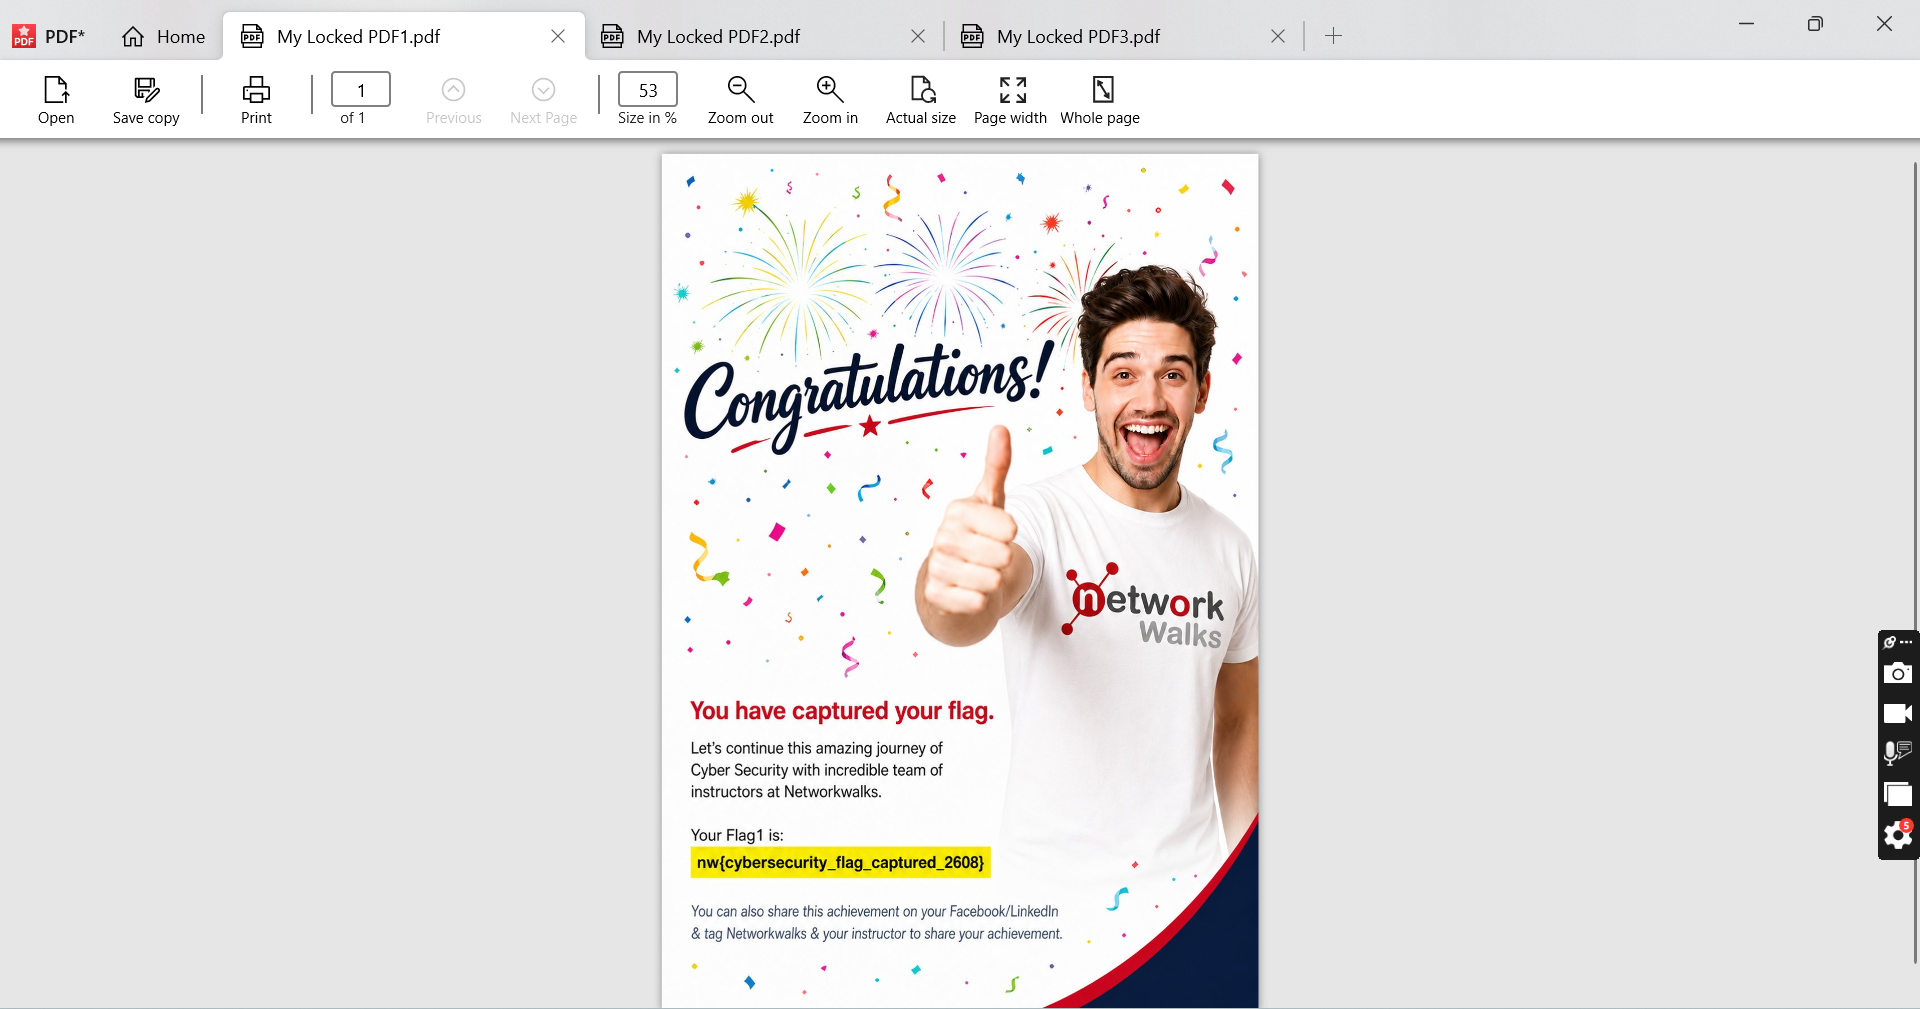 PDF*
Home
My Locked PDF1.pdf
My Locked PDF2.pdf
My Locked PDF3.pdf
Open
Save copy
Print
1
of 1
Previous
Next Page
53
Size in %
Zoom out
Zoom in
Actual size
Page width
Whole page
Congratulations!
network
Walks
You have captured your flag.
Let's continue this amazing journey of
Cyber Security with incredible team of
instructors at Networkwalks.
Your Flag1 is:
nw{cybersecurity_flag_captured_2608}
You can also share this achievement on your Facebook/LinkedIn
& tag Networkwalks & your instructor to share your achievement.
5